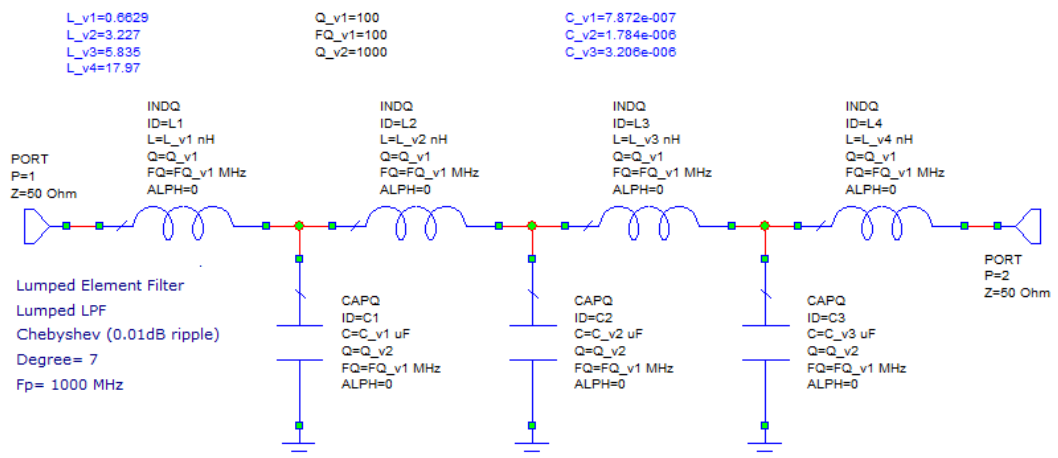 L_v1=0.6629
L_v2=3.227
L_v3=5.835
L_v4=17.97
Q_v1=100
FQ_v1=100
Q_v2=1000
C_v1=7.872e-007
C_v2=1.784e-006
C_v3=3.206e-006
INDQ
ID=L1
L=L_v1 nH
Q=Q_v1
FQ=FQ_v1 MHz
ALPH=0
INDQ
ID=L2
L=L_v2 nH
Q=Q_v1
FQ=FQ_v1 MHz
ALPH=0
INDQ
ID=L3
L=L_v3 nH
Q=Q_v1
FQ=FQ_v1 MHz
ALPH=0
INDQ
ID=L4
L=L_v4 nH
Q=Q_v1
FQ=FQ_v1 MHz
ALPH=0
PORT
P=1
Z=50 Ohm
PORT
P=2
Z=50 Ohm
Lumped Element Filter
Lumped LPF
Chebyshev (0.01dB ripple)
Degree= 7
Fp= 1000 MHz
CAPQ
ID=C1
C=C_v1 uF
Q=Q_v2
FQ=FQ_v1 MHz
ALPH=0
CAPQ
ID=C2
C=C_v2 uF
Q=Q_v2
FQ=FQ_v1 MHz
ALPH=0
CAPQ
ID=C3
C=C_v3 uF
Q=Q_v2
FQ=FQ_v1 MHz
ALPH=0